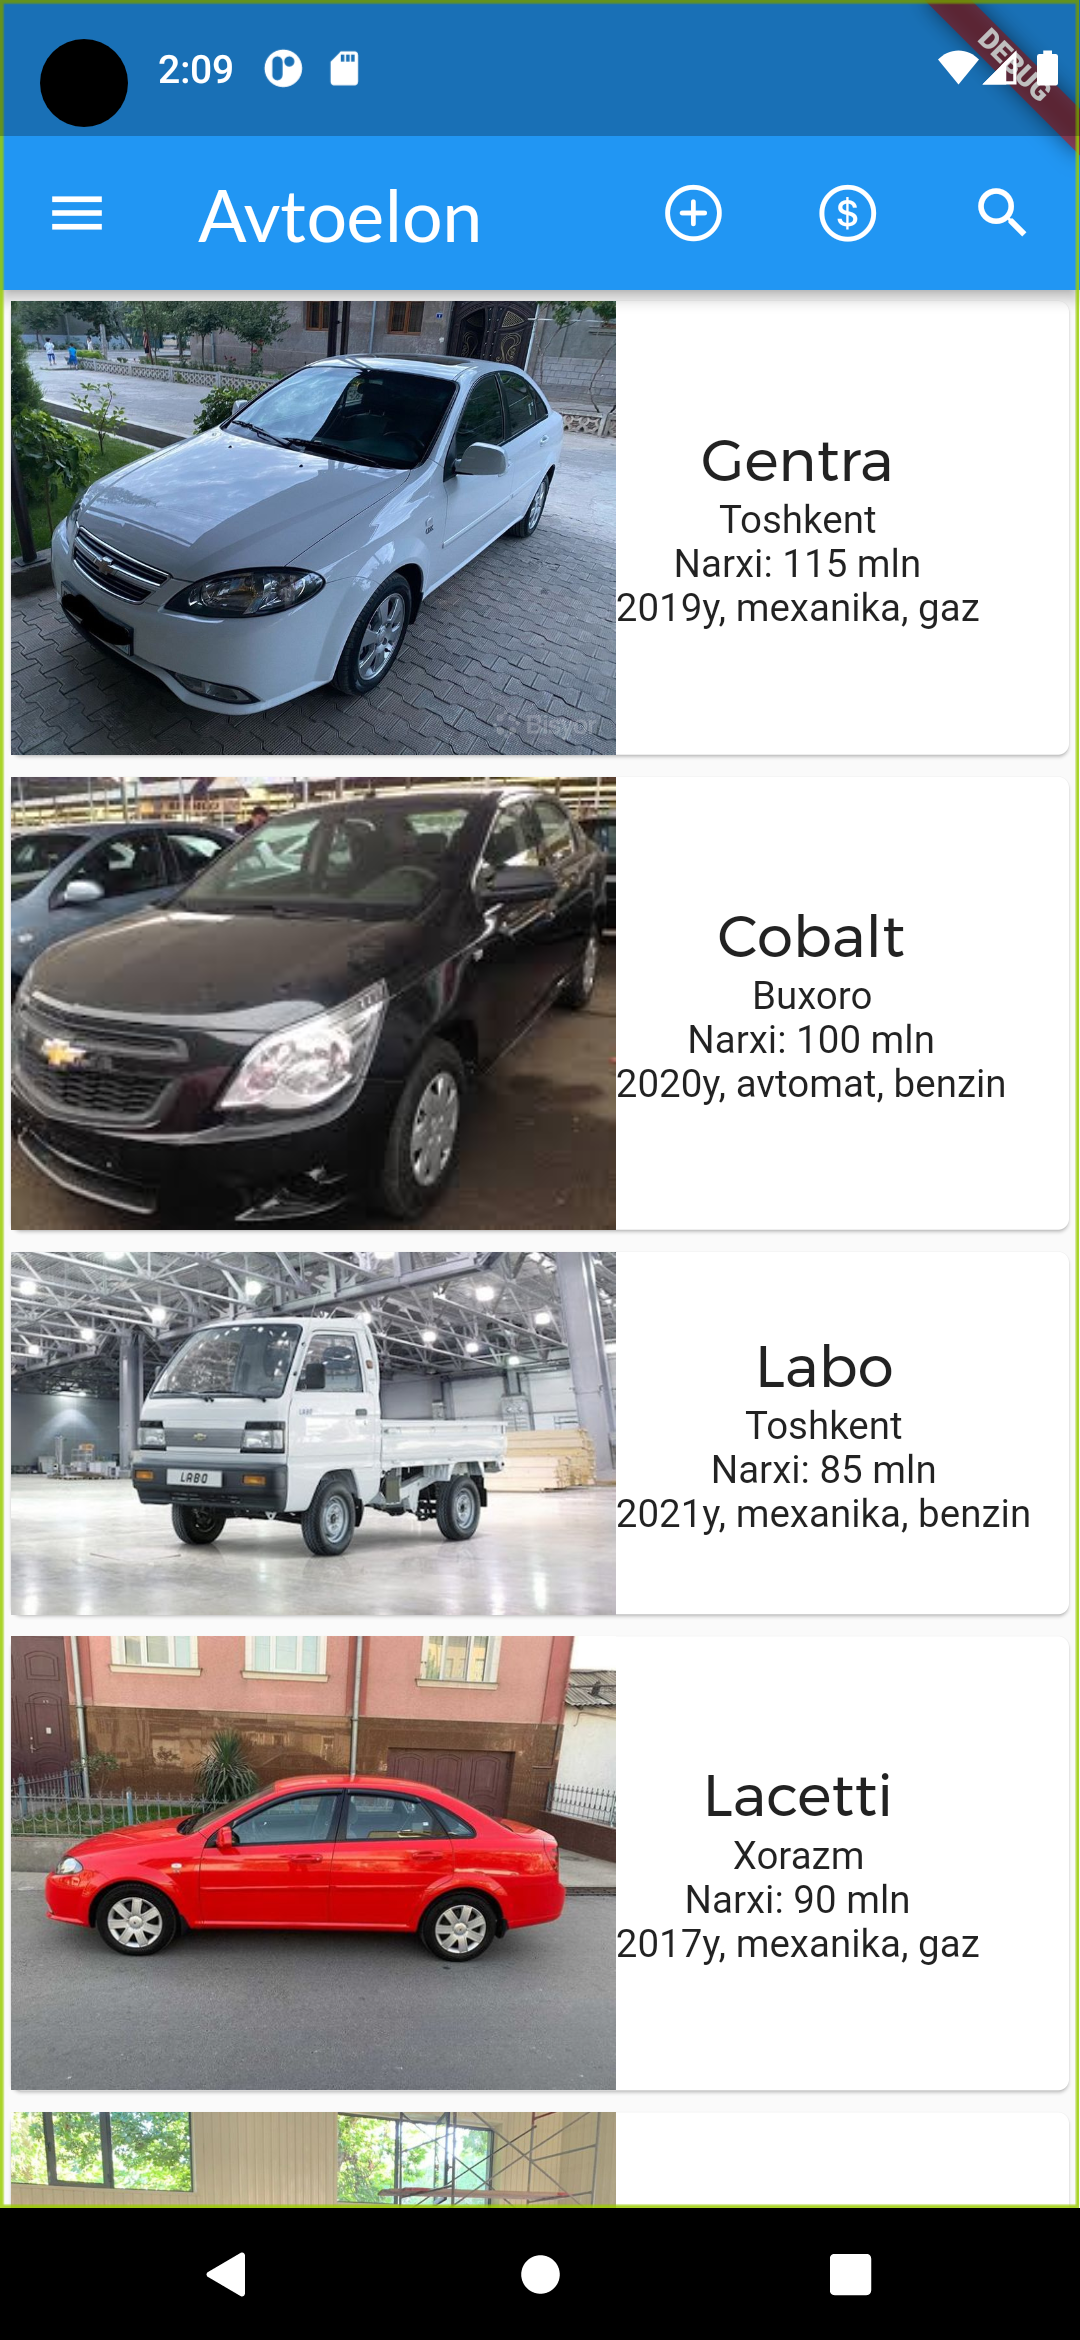 2:09
DEBUG
Avtoelon
Gentra
Toshkent
Narxi: 115 mln
2019y, mexanika, gaz
Bisyor
Cobalt
Buxoro
Narxi: 100 mln
2020y, avtomat, benzin
Labo
Toshkent
Narxi: 85 mln
2021y, mexanika, benzin
LABO
Lacetti
Xorazm
Narxi: 90 mln
2017y, mexanika, gaz